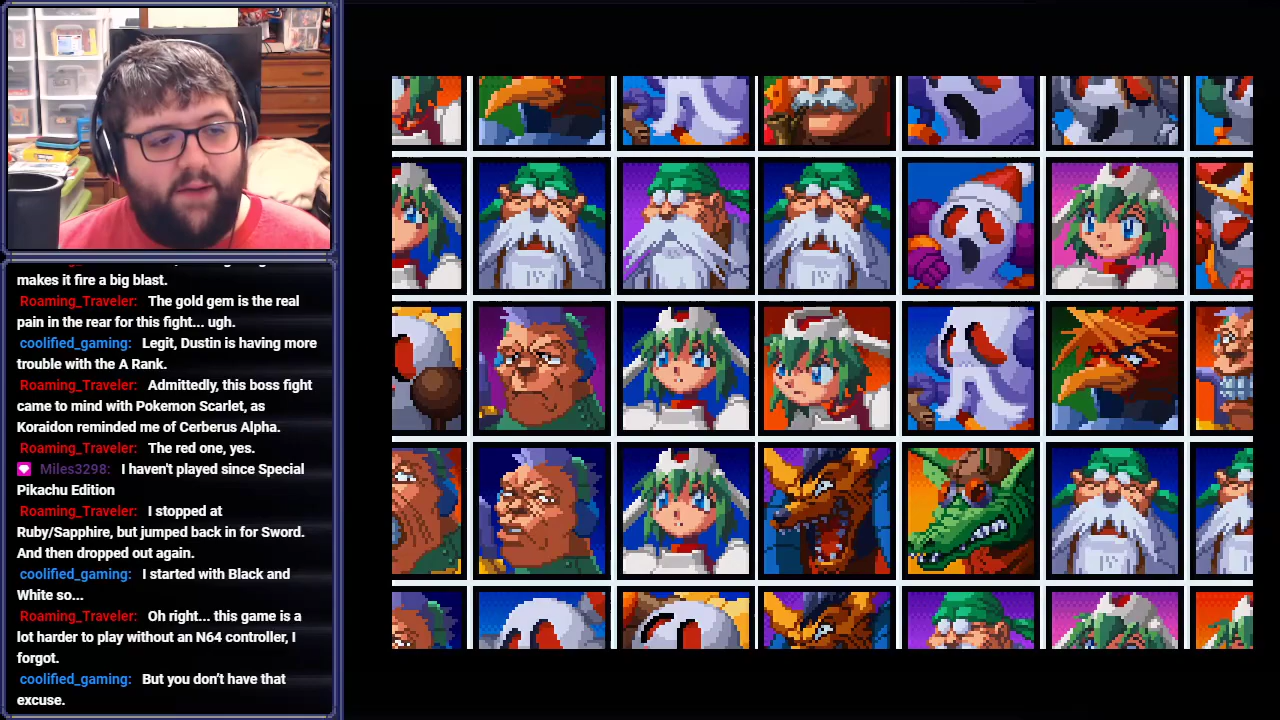 makes it fire a big blast.
Roaming_Traveler: The gold gem is the real
pain in the rear for this fight... ugh.
coolified_gaming: Legit, Dustin is having more
trouble with the A Rank.
Roaming_Traveler: Admittedly, this boss fight
came to mind with Pokemon Scarlet, as
Koraidon reminded me of Cerberus Alpha.
Roaming_Traveler: The red one, yes.
Miles3298: I haven't played since Special
Pikachu Edition
Roaming_Traveler: I stopped at
Ruby/Sapphire, but jumped back in for Sword.
And then dropped out again.
coolified_gaming: I started with Black and
White so...
Roaming_Traveler: Oh right... this game is a
lot harder to play without an N64 controller, I
forgot.
coolified_gaming: But you don't have that
excuse.